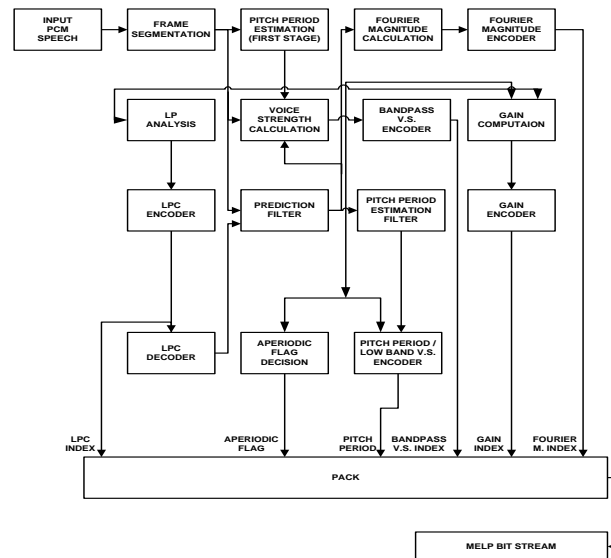 INPUT
PCM
SPEECH
FRAME
SEGMENTATION
PITCH PERIOD
ESTIMATION
(FIRST STAGE)
FOURIER
MAGNITUDE
CALCULATION
FOURIER
MAGNITUDE
ENCODER
LP
ANALYSIS
VOICE
STRENGTH
CALCULATION
BANDPASS
V.S.
ENCODER
GAIN
COMPUTAION
LPC
ENCODER
PREDICTION
FILTER
PITCH PERIOD
ESTIMATION
FILTER
GAIN
ENCODER
LPC
DECODER
APERIODIC
FLAG
DECISION
PITCH PERIOD /
LOW BAND V.S.
ENCODER
LPC
INDEX
APERIODIC
FLAG
PITCH
PERIOD
BANDPASS
V.S. INDEX
GAIN
INDEX
FOURIER
M. INDEX
PACK
MELP BIT STREAM